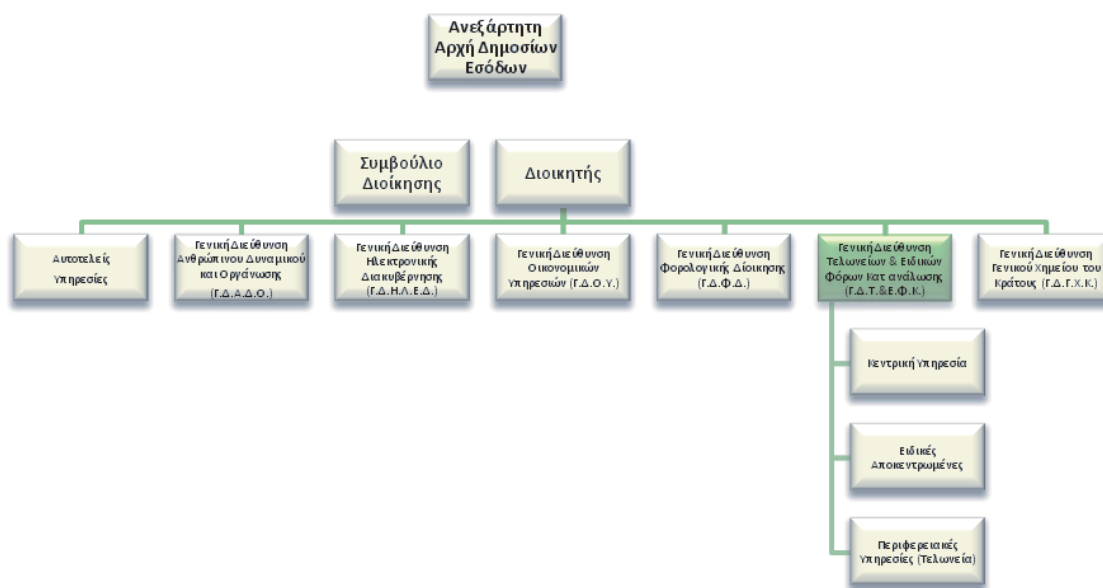 Ανεξάρτητη
Αρχή Δημοσίων
Εσόδων
Συμβούλιο
Διοίκησης
Διοικητής
Αυτοτελείς
Υπηρεσίες
Γενική Διεύθυνση
Ανθρώπινου Δυναμικού
και Οργάνωσης
(Γ.Δ.Α.Δ.Ο.)
Γενική Διεύθυνση
Ηλεκτρονικής
Διακυβέρνησης
(Γ.Δ.Η.Λ.Ε.Δ.)
Γενική Διεύθυνση
Οικονομικών
Υπηρεσιών (Γ.Δ.Ο.Υ.)
Γενική Διεύθυνση
Φορολογικής Διοίκησης
(Γ.Δ.Φ.Δ.)
Γενική Διεύθυνση
Τελωνείων & Ειδικών
Φόρων Κατανάλωσης
(Γ.Δ.Τ.&Ε.Φ.Κ.)
Γενική Διεύθυνση
Γενικού Χημείου του
Κράτους (Γ.Δ.Γ.Χ.Κ.)
Κεντρική Υπηρεσία
Ειδικές
Αποκεντρωμένες
Περιφερειακές
Υπηρεσίες (Τελωνεία)